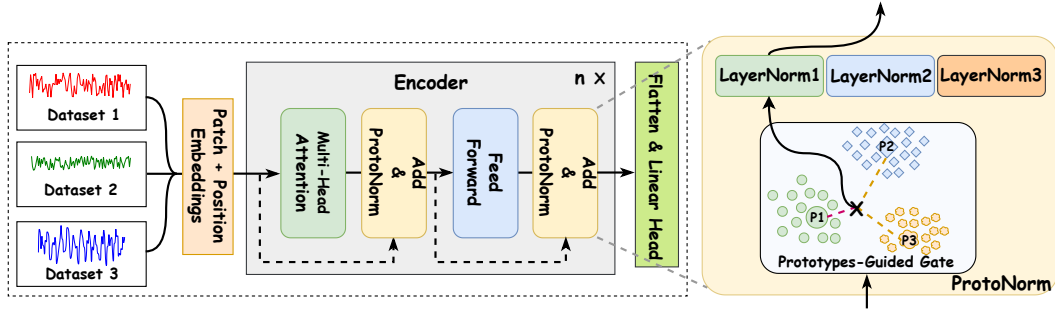 Dataset 1
Dataset 2
Dataset 3
Patch + Position
Embeddings
Encoder
n ×
Multi-Head
Attention
Add
&
ProtoNorm
Feed
Forward
Add
&
ProtoNorm
Flatten & Linear Head
LayerNorm1
LayerNorm2
LayerNorm3
P2
P1
P3
Prototypes-Guided Gate
ProtoNorm